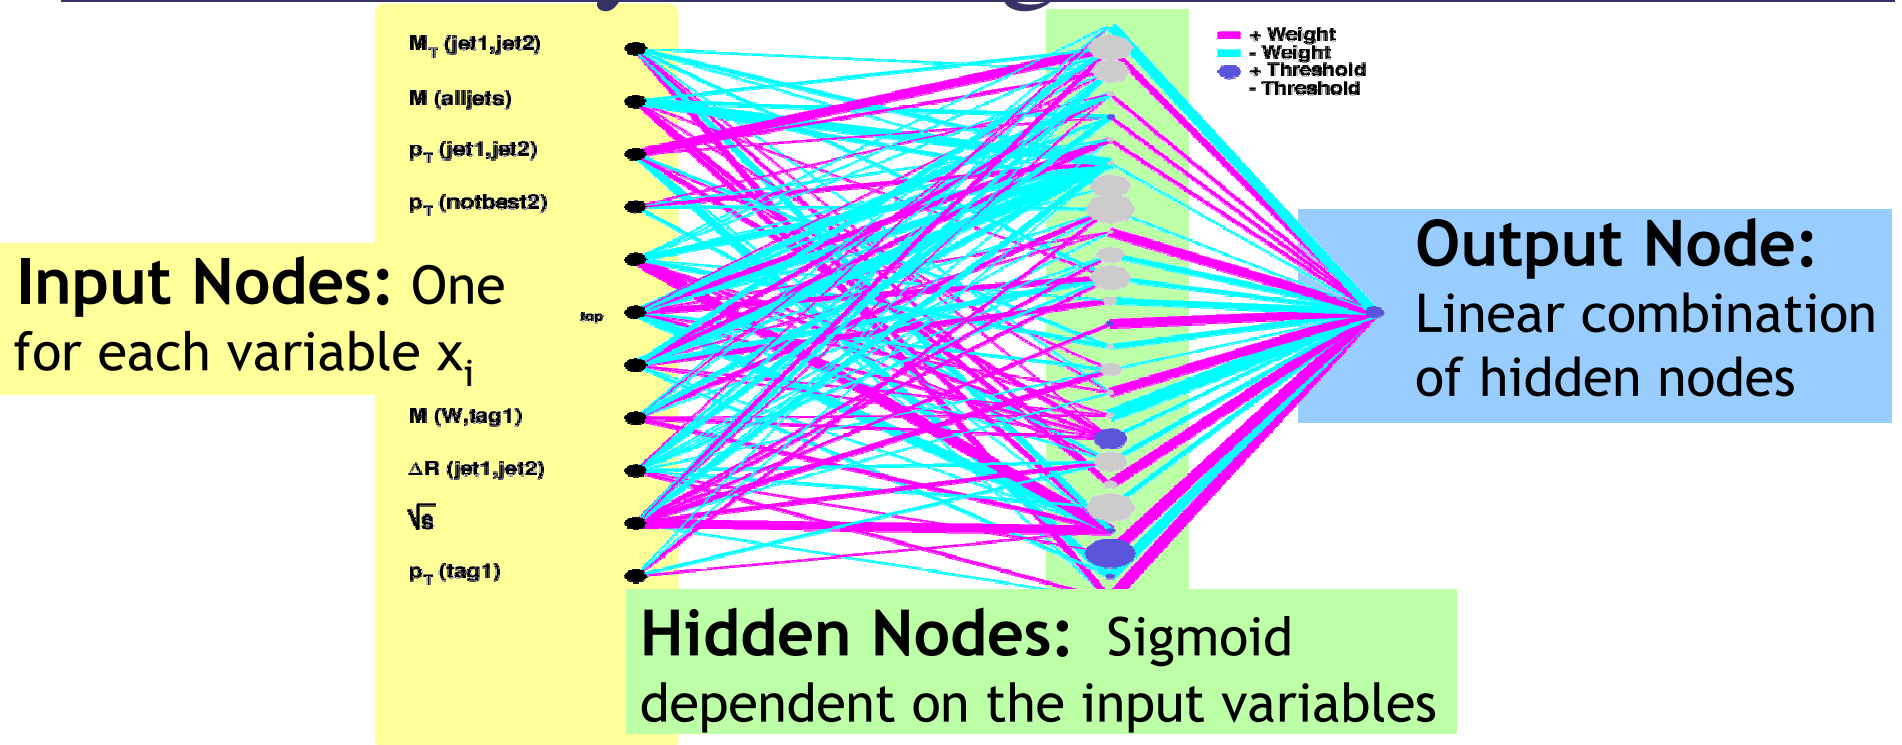 M_T (jet1,jet2)
M (alljets)
p_T (jet1,jet2)
p_T (notbest2)
Input Nodes: One
for each variable x_i
top
M (W,tag1)
ΔR (jet1,jet2)
√ŝ
p_T (tag1)
+ Weight
- Weight
+ Threshold
- Threshold
Output Node:
Linear combination
of hidden nodes
Hidden Nodes: Sigmoid
dependent on the input variables